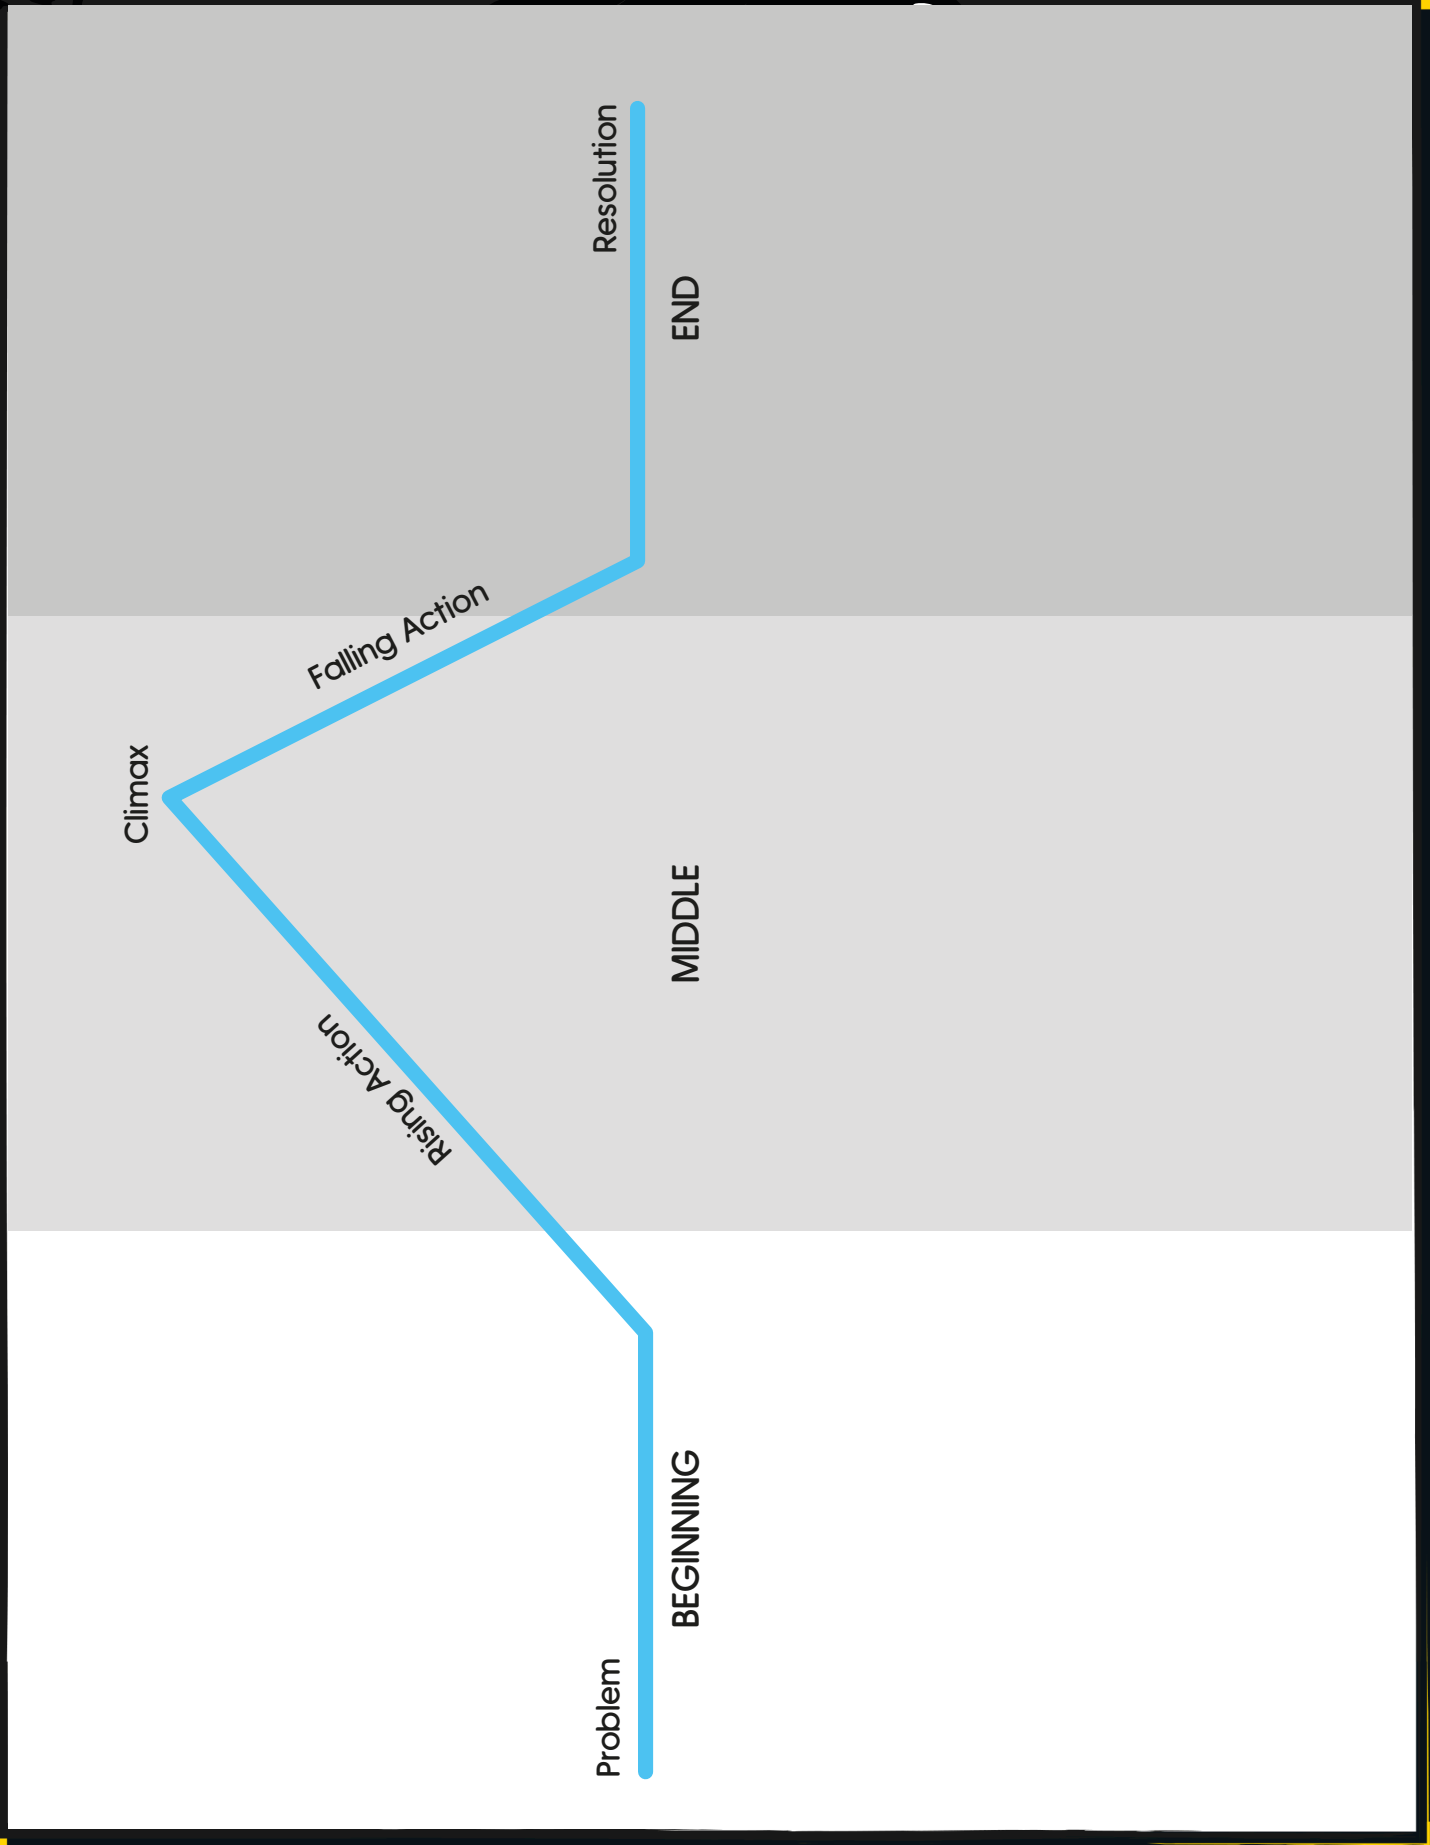 Problem
BEGINNING
Rising Action
Climax
MIDDLE
Falling Action
Resolution
END